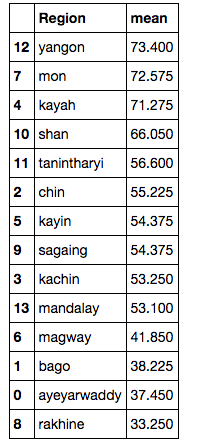 Region mean
12 yangon 73.400
7 mon 72.575
4 kayah 71.275
10 shan 66.050
11 tanintharyi 56.600
2 chin 55.225
5 kayin 54.375
9 sagaing 54.375
3 kachin 53.250
13 mandalay 53.100
6 magway 41.850
1 bago 38.225
0 ayeyarwaddy 37.450
8 rakhine 33.250